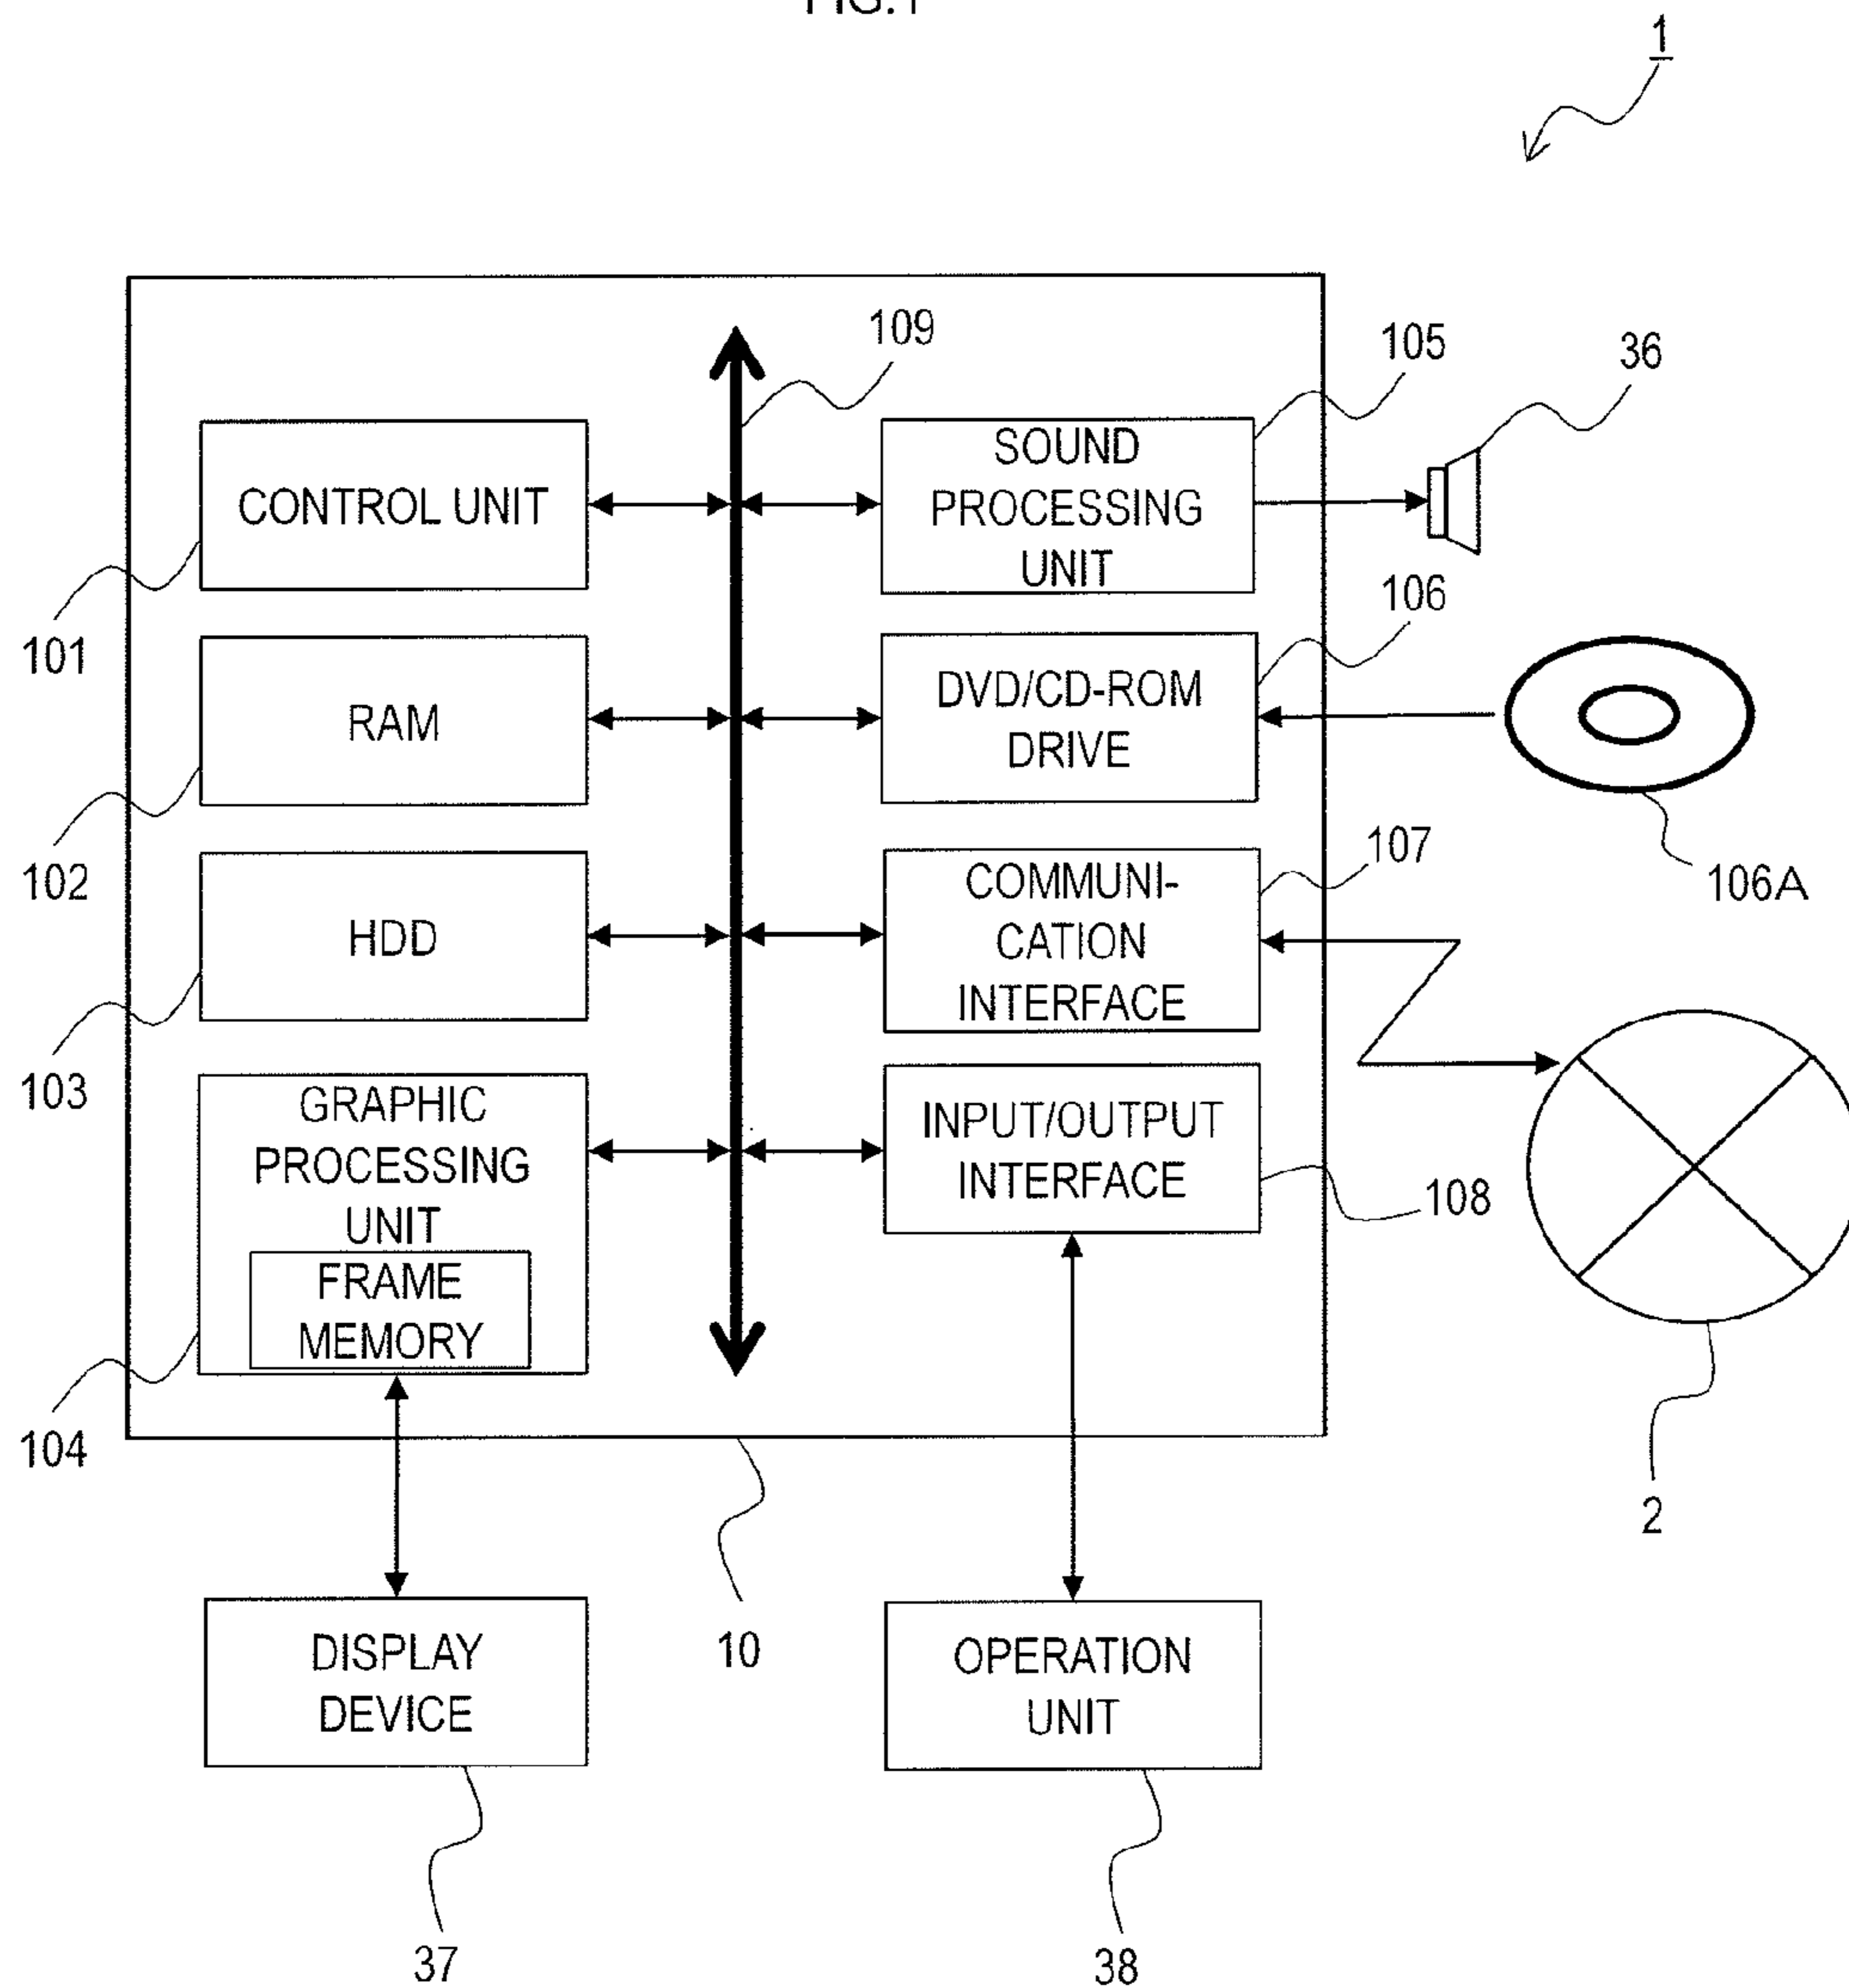 FIG.1
1
109
105
36
CONTROL UNIT
SOUND
PROCESSING
UNIT
101
106
RAM
DVD/CD-ROM
DRIVE
102
107
106A
HDD
COMMUNI-
CATION
INTERFACE
103
GRAPHIC
PROCESSING
UNIT
FRAME
MEMORY
INPUT/OUTPUT
INTERFACE
108
104
2
10
DISPLAY
DEVICE
OPERATION
UNIT
37
38